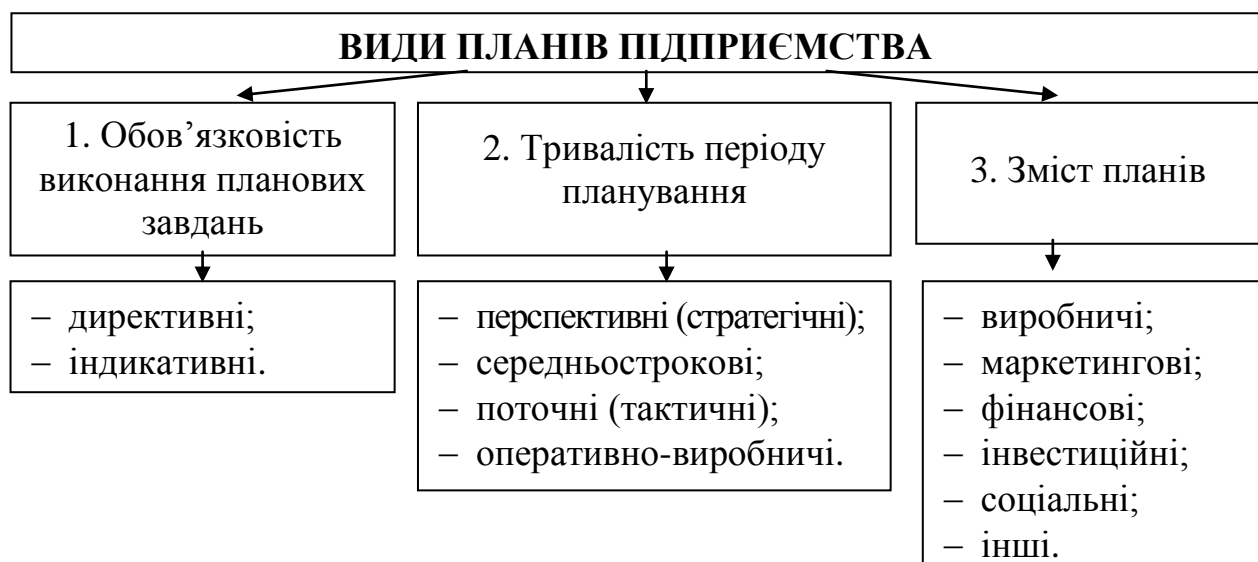 ВИДИ ПЛАНІВ ПІДПРИЄМСТВА
1. Обов’язковість
виконання планових
завдань
– директивні;
– індикативні.
2. Тривалість періоду
планування
– перспективні (стратегічні);
– середньострокові;
– поточні (тактичні);
– оперативно-виробничі.
3. Зміст планів
– виробничі;
– маркетингові;
– фінансові;
– інвестиційні;
– соціальні;
– інші.